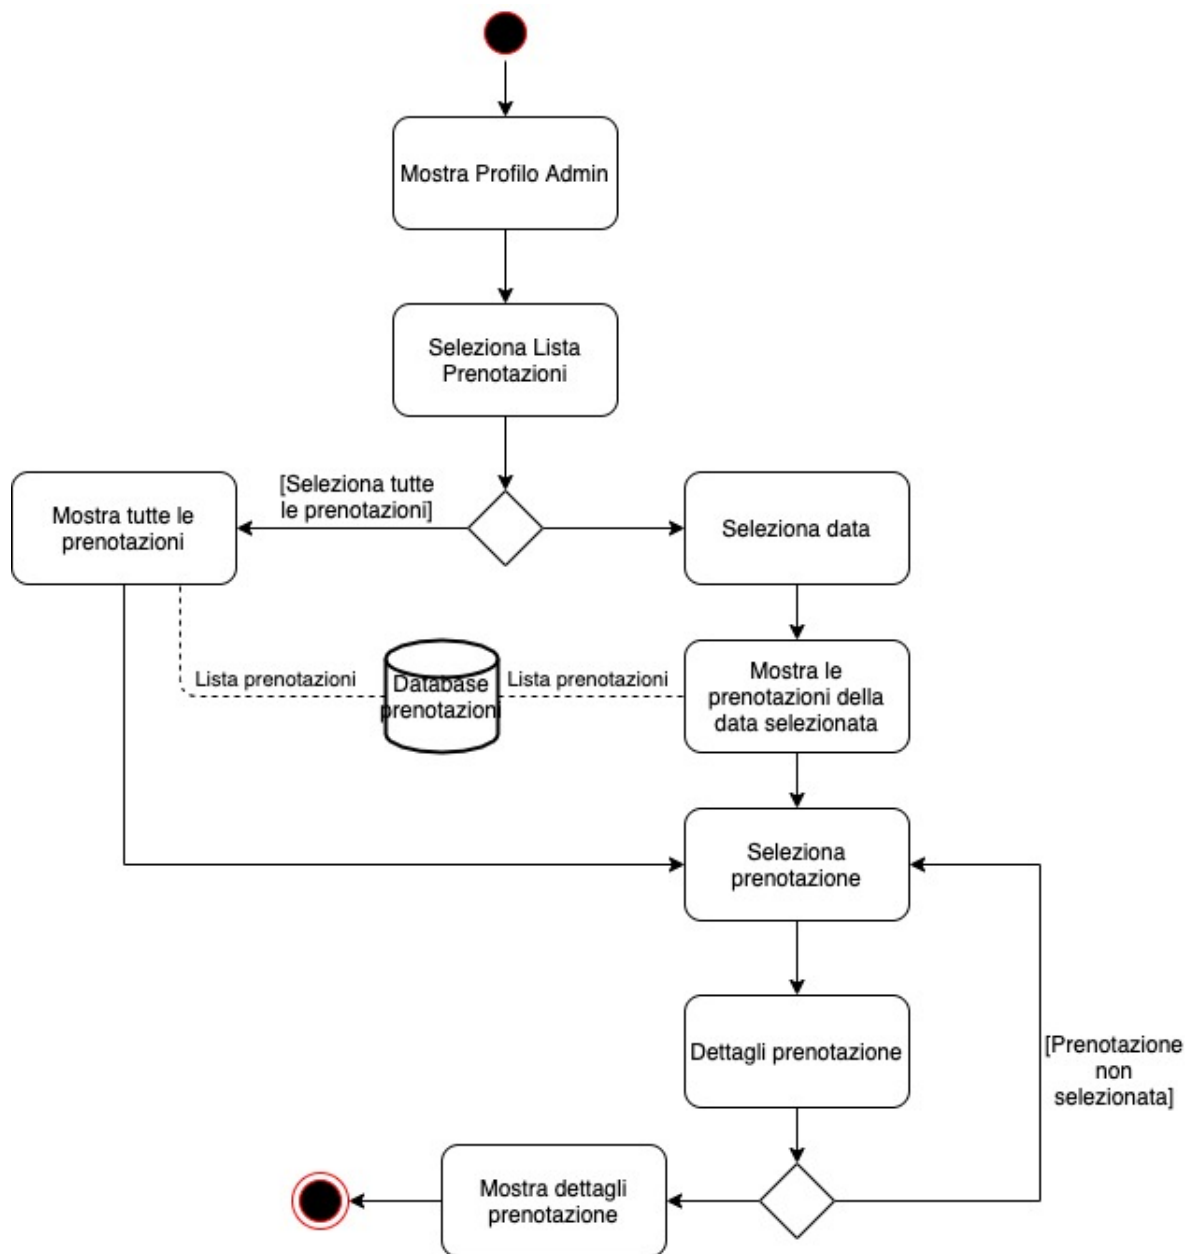 Mostra Profilo Admin
Seleziona Lista
Prenotazioni
[Seleziona tutte
le prenotazioni]
Mostra tutte le
prenotazioni
Seleziona data
Lista prenotazioni
Database
prenotazioni
Lista prenotazioni
Mostra le
prenotazioni della
data selezionata
Seleziona
prenotazione
Dettagli prenotazione
[Prenotazione
non
selezionata]
Mostra dettagli
prenotazione